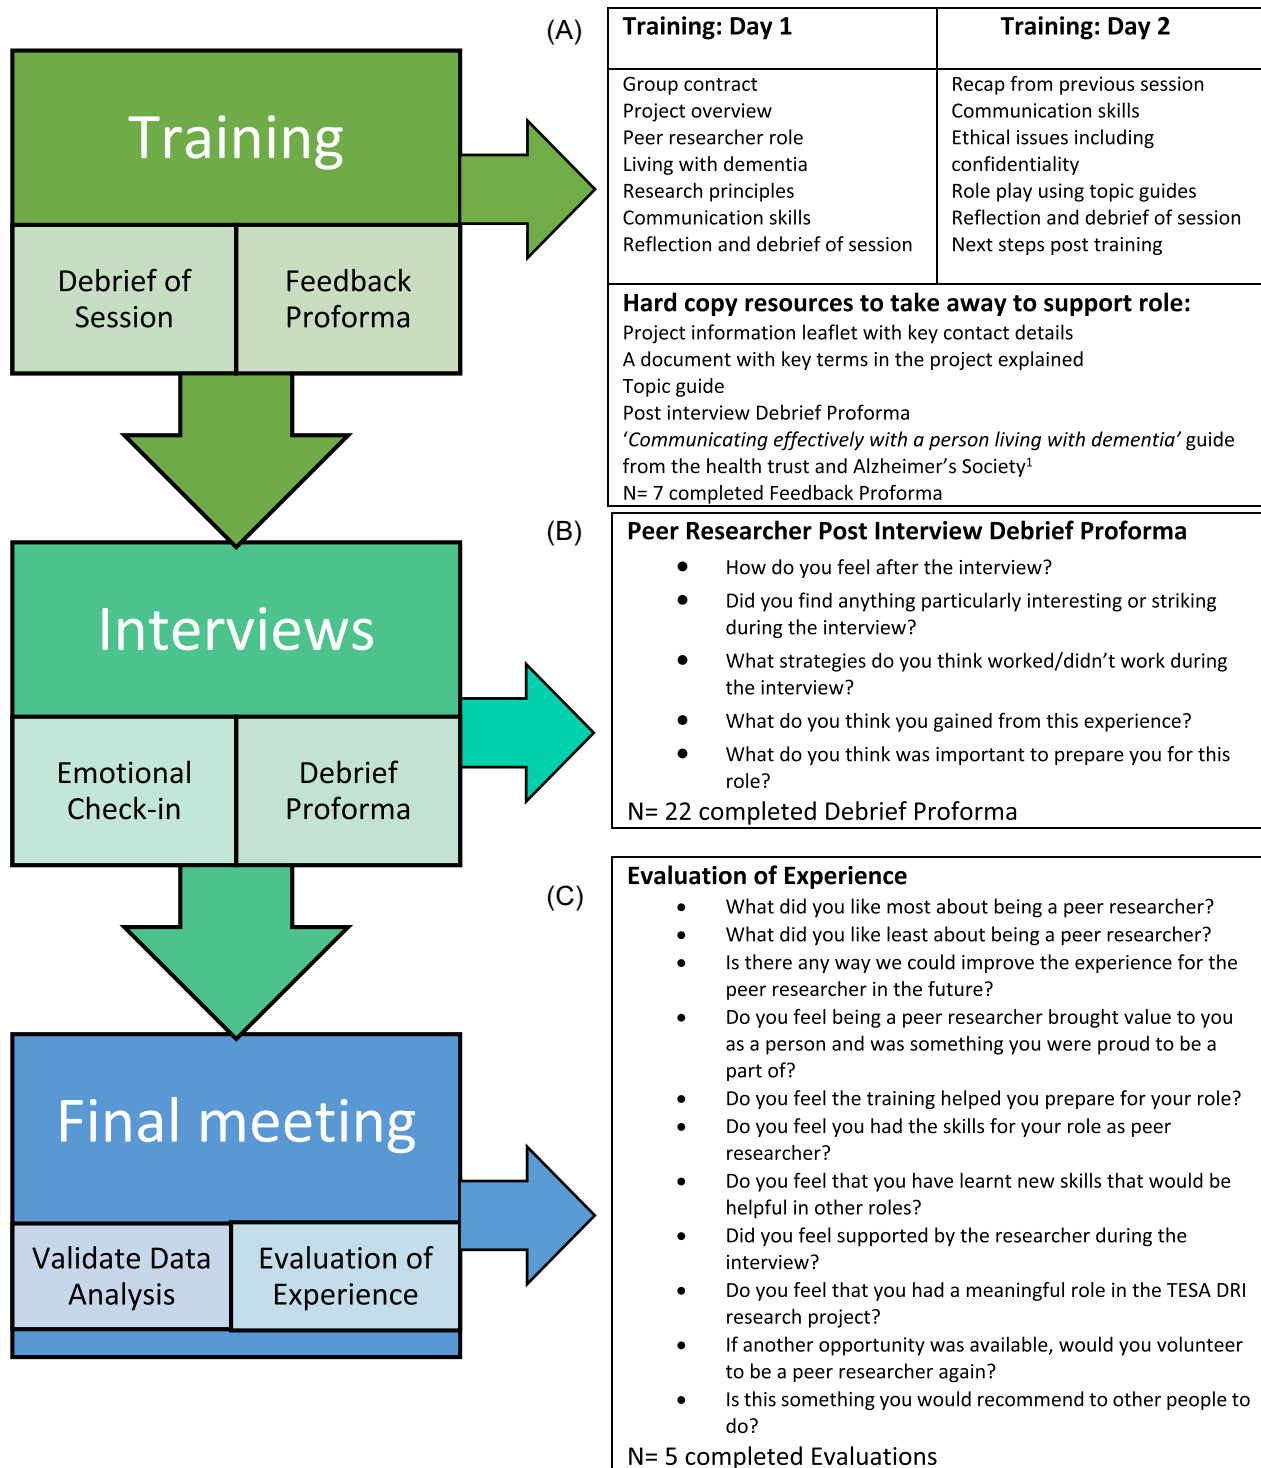 Training
Debrief of
Session
Feedback
Proforma
(A)
Training: Day 1
Group contract
Project overview
Peer researcher role
Living with dementia
Research principles
Communication skills
Reflection and debrief of session
Training: Day 2
Recap from previous session
Communication skills
Ethical issues including
confidentiality
Role play using topic guides
Reflection and debrief of session
Next steps post training
Hard copy resources to take away to support role:
Project information leaflet with key contact details
A document with key terms in the project explained
Topic guide
Post interview Debrief Proforma
‘Communicating effectively with a person living with dementia’ guide
from the health trust and Alzheimer’s Society¹
N= 7 completed Feedback Proforma
Interviews
Emotional
Check-in
Debrief
Proforma
(B)
Peer Researcher Post Interview Debrief Proforma
• How do you feel after the interview?
• Did you find anything particularly interesting or striking
during the interview?
• What strategies do you think worked/didn’t work during
the interview?
• What do you think you gained from this experience?
• What do you think was important to prepare you for this
role?
N= 22 completed Debrief Proforma
Final meeting
Validate Data
Analysis
Evaluation of
Experience
(C)
Evaluation of Experience
• What did you like most about being a peer researcher?
• What did you like least about being a peer researcher?
• Is there any way we could improve the experience for the
peer researcher in the future?
• Do you feel being a peer researcher brought value to you
as a person and was something you were proud to be a
part of?
• Do you feel the training helped you prepare for your role?
• Do you feel you had the skills for your role as peer
researcher?
• Do you feel that you have learnt new skills that would be
helpful in other roles?
• Did you feel supported by the researcher during the
interview?
• Do you feel that you had a meaningful role in the TESA DRI
research project?
• If another opportunity was available, would you volunteer
to be a peer researcher again?
• Is this something you would recommend to other people to
do?
N= 5 completed Evaluations